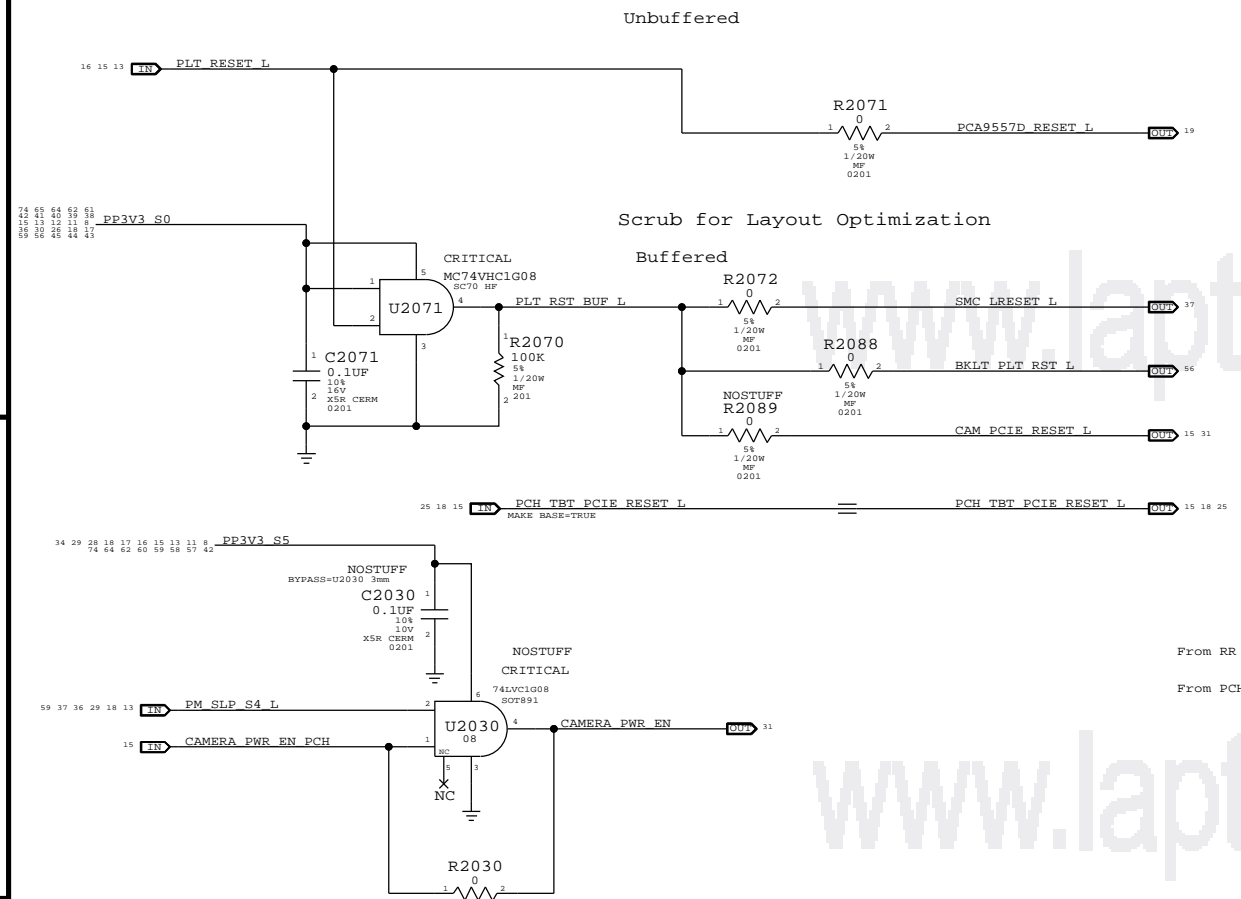 Unbuffered
16 15 13 IN PLT_RESET_L
R2071
0
1 2 PCA9557D_RESET_L OUT 19
5%
1/20W
MF
0201
74 65 64 62 61
42 41 40 39 38
15 13 12 11 8 PP3V3_S0
36 30 26 18 17
59 56 45 44 43
Scrub for Layout Optimization
Buffered
CRITICAL
MC74VHC1G08
SC70 HF
5
1
U2071 4 PLT_RST_BUF_L
2
3
R2072
0
1 2 SMC_LRESET_L OUT 37
5%
1/20W
MF
0201
1
C2071
0.1UF
10%
16V
2 X5R CERM
0201
1 R2070
100K
5%
1/20W
MF
2 201
R2088
0
1 2 BKLT_PLT_RST_L OUT 56
5%
1/20W
MF
0201
NOSTUFF
R2089
0
1 2 CAM_PCIE_RESET_L OUT 15 31
5%
1/20W
MF
0201
25 18 15 IN PCH_TBT_PCIE_RESET_L PCH_TBT_PCIE_RESET_L OUT 15 18 25
MAKE BASE=TRUE
34 29 28 18 17 16 15 13 11 8 PP3V3_S5
74 64 62 60 59 58 57 42
NOSTUFF
BYPASS=U2030 3mm
C2030 1
0.1UF
10%
10V
X5R CERM 2
0201
NOSTUFF
CRITICAL
74LVC1G08
SOT891
6
59 37 36 29 18 13 IN PM_SLP_S4_L 2
U2030 4 CAMERA_PWR_EN OUT 31
08
15 IN CAMERA_PWR_EN_PCH 1
NC
5 3
NC
R2030
0
1 2
From RR
From PCH
www.lapt
www.lapt